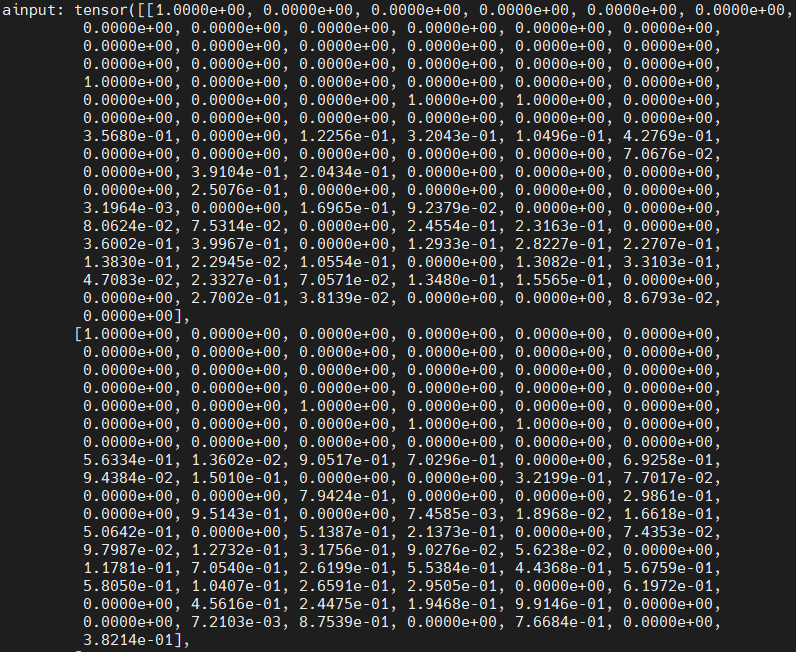 ainput: tensor([[1.0000e+00, 0.0000e+00, 0.0000e+00, 0.0000e+00, 0.0000e+00, 0.0000e+00,
0.0000e+00, 0.0000e+00, 0.0000e+00, 0.0000e+00, 0.0000e+00, 0.0000e+00,
0.0000e+00, 0.0000e+00, 0.0000e+00, 0.0000e+00, 0.0000e+00, 0.0000e+00,
0.0000e+00, 0.0000e+00, 0.0000e+00, 0.0000e+00, 0.0000e+00, 0.0000e+00,
1.0000e+00, 0.0000e+00, 0.0000e+00, 0.0000e+00, 0.0000e+00, 0.0000e+00,
0.0000e+00, 0.0000e+00, 0.0000e+00, 1.0000e+00, 1.0000e+00, 0.0000e+00,
0.0000e+00, 0.0000e+00, 0.0000e+00, 0.0000e+00, 0.0000e+00, 0.0000e+00,
3.5680e-01, 0.0000e+00, 1.2256e-01, 3.2043e-01, 1.0496e-01, 4.2769e-01,
0.0000e+00, 0.0000e+00, 0.0000e+00, 0.0000e+00, 0.0000e+00, 7.0676e-02,
0.0000e+00, 3.9104e-01, 2.0434e-01, 0.0000e+00, 0.0000e+00, 0.0000e+00,
0.0000e+00, 2.5076e-01, 0.0000e+00, 0.0000e+00, 0.0000e+00, 0.0000e+00,
3.1964e-03, 0.0000e+00, 1.6965e-01, 9.2379e-02, 0.0000e+00, 0.0000e+00,
8.0624e-02, 7.5314e-02, 0.0000e+00, 2.4554e-01, 2.3163e-01, 0.0000e+00,
3.6002e-01, 3.9967e-01, 0.0000e+00, 1.2933e-01, 2.8227e-01, 2.2707e-01,
1.3830e-01, 2.2945e-02, 1.0554e-01, 0.0000e+00, 1.3082e-01, 3.3103e-01,
4.7083e-02, 2.3327e-01, 7.0571e-02, 1.3480e-01, 1.5565e-01, 0.0000e+00,
0.0000e+00, 2.7002e-01, 3.8139e-02, 0.0000e+00, 0.0000e+00, 8.6793e-02,
0.0000e+00],
[1.0000e+00, 0.0000e+00, 0.0000e+00, 0.0000e+00, 0.0000e+00, 0.0000e+00,
0.0000e+00, 0.0000e+00, 0.0000e+00, 0.0000e+00, 0.0000e+00, 0.0000e+00,
0.0000e+00, 0.0000e+00, 0.0000e+00, 0.0000e+00, 0.0000e+00, 0.0000e+00,
0.0000e+00, 0.0000e+00, 0.0000e+00, 0.0000e+00, 0.0000e+00, 0.0000e+00,
0.0000e+00, 0.0000e+00, 1.0000e+00, 0.0000e+00, 0.0000e+00, 0.0000e+00,
0.0000e+00, 0.0000e+00, 0.0000e+00, 1.0000e+00, 1.0000e+00, 0.0000e+00,
0.0000e+00, 0.0000e+00, 0.0000e+00, 0.0000e+00, 0.0000e+00, 0.0000e+00,
5.6334e-01, 1.3602e-02, 9.0517e-01, 7.0296e-01, 0.0000e+00, 6.9258e-01,
9.4384e-02, 1.5010e-01, 0.0000e+00, 0.0000e+00, 3.2199e-01, 7.7017e-02,
0.0000e+00, 0.0000e+00, 7.9424e-01, 0.0000e+00, 0.0000e+00, 2.9861e-01,
0.0000e+00, 9.5143e-01, 0.0000e+00, 7.4585e-03, 1.8968e-02, 1.6618e-01,
5.0642e-01, 0.0000e+00, 5.1387e-01, 2.1373e-01, 0.0000e+00, 7.4353e-02,
9.7987e-02, 1.2732e-01, 3.1756e-01, 9.0276e-02, 5.6238e-02, 0.0000e+00,
1.1781e-01, 7.0540e-01, 2.6199e-01, 5.5384e-01, 4.4368e-01, 5.6759e-01,
5.8050e-01, 1.0407e-01, 2.6591e-01, 2.9505e-01, 0.0000e+00, 6.1972e-01,
0.0000e+00, 4.5616e-01, 2.4475e-01, 1.9468e-01, 9.9146e-01, 0.0000e+00,
0.0000e+00, 7.2103e-03, 8.7539e-01, 0.0000e+00, 7.6684e-01, 0.0000e+00,
3.8214e-01],